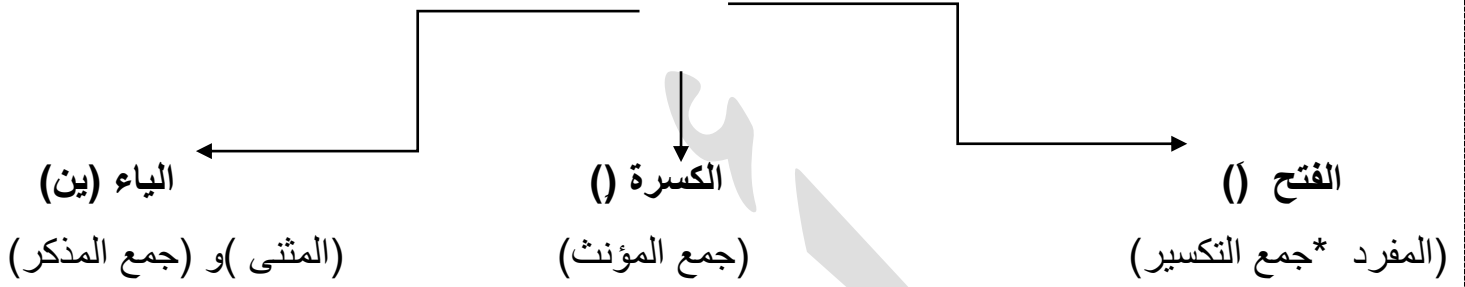 الفتح (َ) الكسرة (ِ) الياء (ين)
(المفرد *جمع التكسير) (جمع المؤنث) (المثنى )و (جمع المذكر)